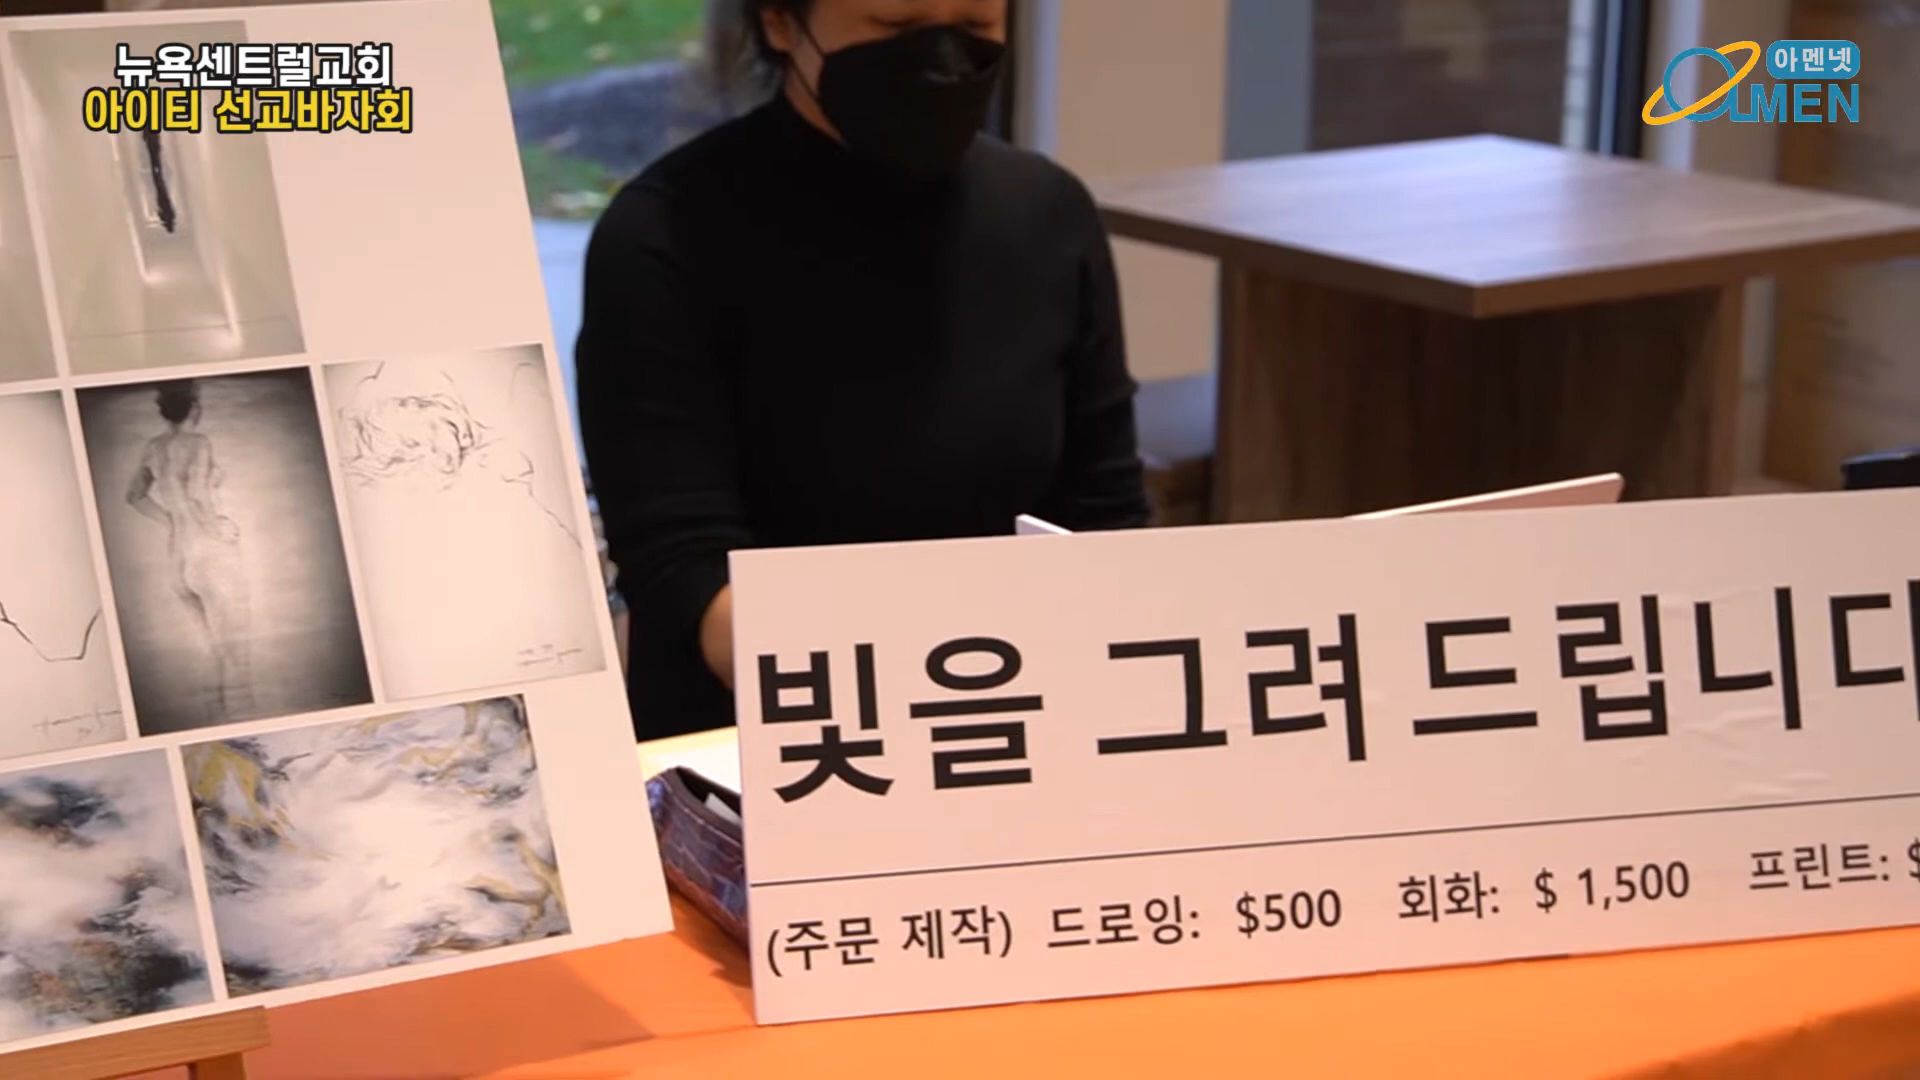 뉴욕센트럴교회
아이티 선교바자회
아멘넷
AMEN
빛을 그려 드립니다
(주문 제작) 드로잉: $500 회화: $ 1,500 프린트: $